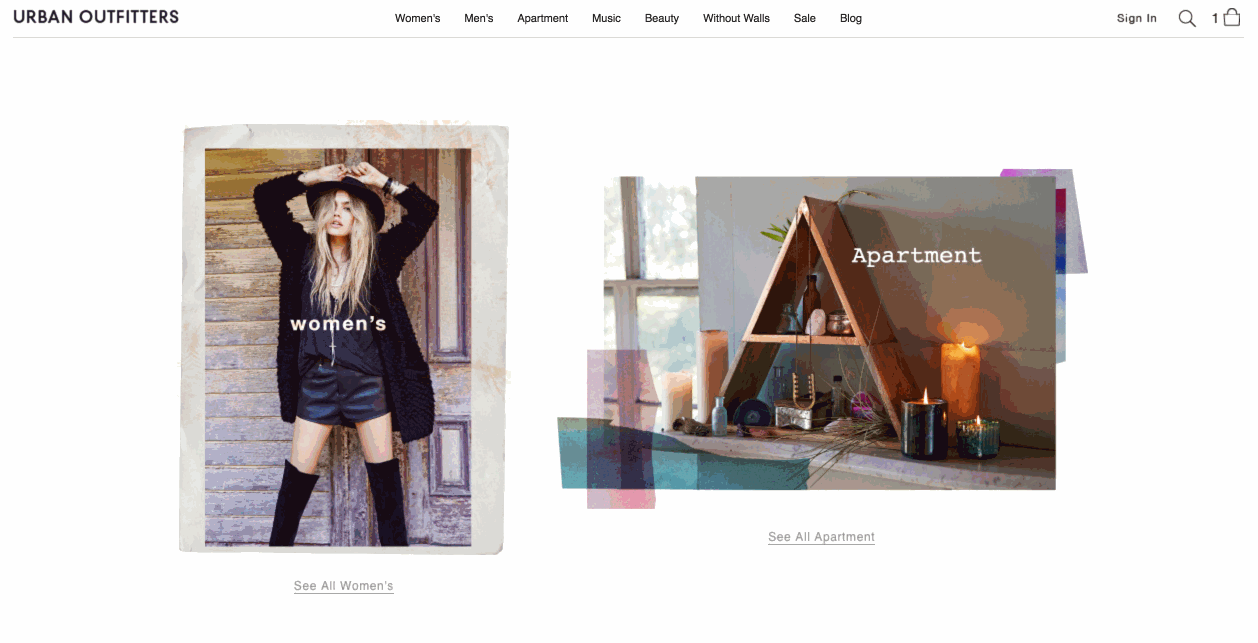 URBAN OUTFITTERS
Women's Men's Apartment Music Beauty Without Walls Sale Blog
Sign In 1
women's
Apartment
See All Apartment
See All Women's